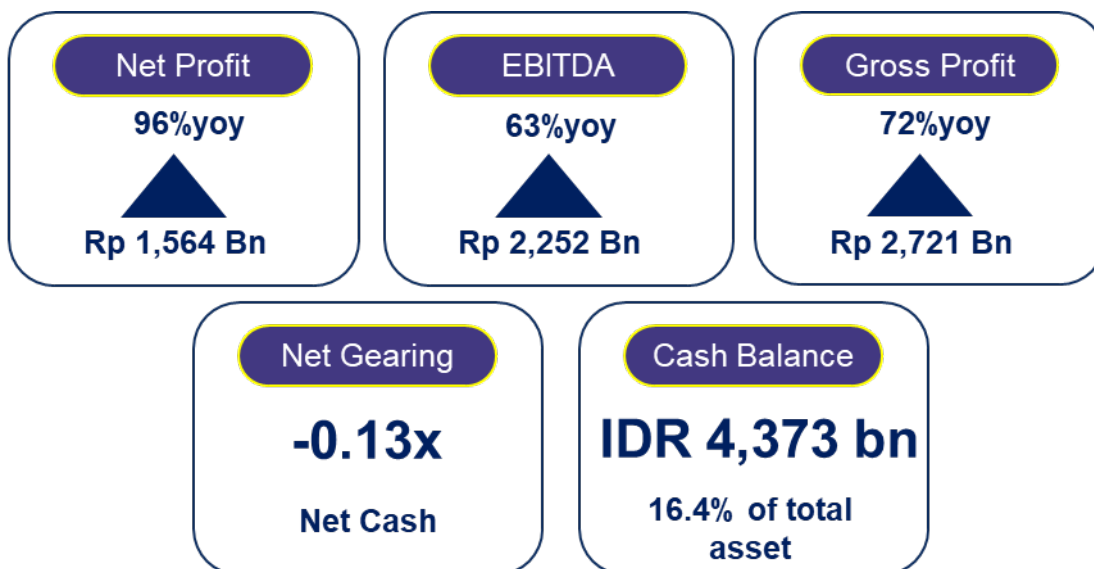 Net Profit
96%yoy
Rp 1,564 Bn
EBITDA
63%yoy
Rp 2,252 Bn
Gross Profit
72%yoy
Rp 2,721 Bn
Net Gearing
-0.13x
Net Cash
Cash Balance
IDR 4,373 bn
16.4% of total
asset